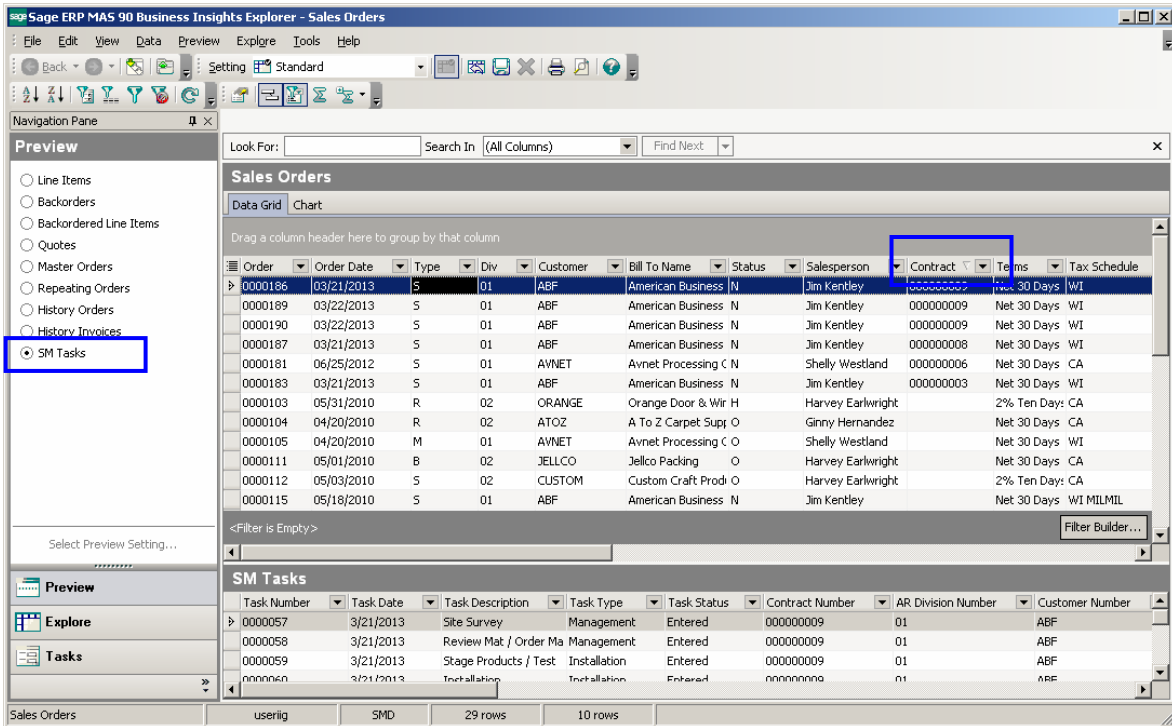 Sage ERP MAS 90 Business Insights Explorer - Sales Orders
File Edit View Data Preview Explore Tools Help
Back Setting Standard
Navigation Pane
Preview
Line Items
Backorders
Backordered Line Items
Quotes
Master Orders
Repeating Orders
History Orders
History Invoices
SM Tasks
Select Preview Setting...
Preview
Explore
Tasks
Look For: Search In (All Columns) Find Next
Sales Orders
Data Grid Chart
Drag a column header here to group by that column
Order Order Date Type Div Customer Bill To Name Status Salesperson Contract Terms Tax Schedule
0000186 03/21/2013 S 01 ABF American Business N Jim Kentley 000000009 Net 30 Days WI
0000189 03/22/2013 S 01 ABF American Business N Jim Kentley 000000009 Net 30 Days WI
0000190 03/22/2013 S 01 ABF American Business N Jim Kentley 000000009 Net 30 Days WI
0000187 03/21/2013 S 01 ABF American Business N Jim Kentley 000000008 Net 30 Days WI
0000181 06/25/2012 S 01 AVNET Avnet Processing C N Shelly Westland 000000006 Net 30 Days CA
0000183 03/21/2013 S 01 ABF American Business N Jim Kentley 000000003 Net 30 Days WI
0000103 05/31/2010 R 02 ORANGE Orange Door & Wir H Harvey Earlwright 2% Ten Days CA
0000104 04/20/2010 R 02 ATOZ A To Z Carpet Supp O Ginny Hernandez Net 30 Days CA
0000105 04/20/2010 M 01 AVNET Avnet Processing C O Shelly Westland Net 30 Days WI
0000111 05/01/2010 B 02 JELLCO Jellco Packing O Harvey Earlwright Net 30 Days CA
0000112 05/03/2010 S 02 CUSTOM Custom Craft Prod O Harvey Earlwright 2% Ten Days CA
0000115 05/18/2010 S 01 ABF American Business N Jim Kentley Net 30 Days WI MILMIL
<Filter is Empty> Filter Builder...
SM Tasks
Task Number Task Date Task Description Task Type Task Status Contract Number AR Division Number Customer Number
0000057 3/21/2013 Site Survey Management Entered 000000009 01 ABF
0000058 3/21/2013 Review Mat / Order Ma Management Entered 000000009 01 ABF
0000059 3/21/2013 Stage Products / Test Installation Entered 000000009 01 ABF
0000060 3/21/2013 Installation Installation Entered 000000009 01 ABF
Sales Orders useriig SMD 29 rows 10 rows